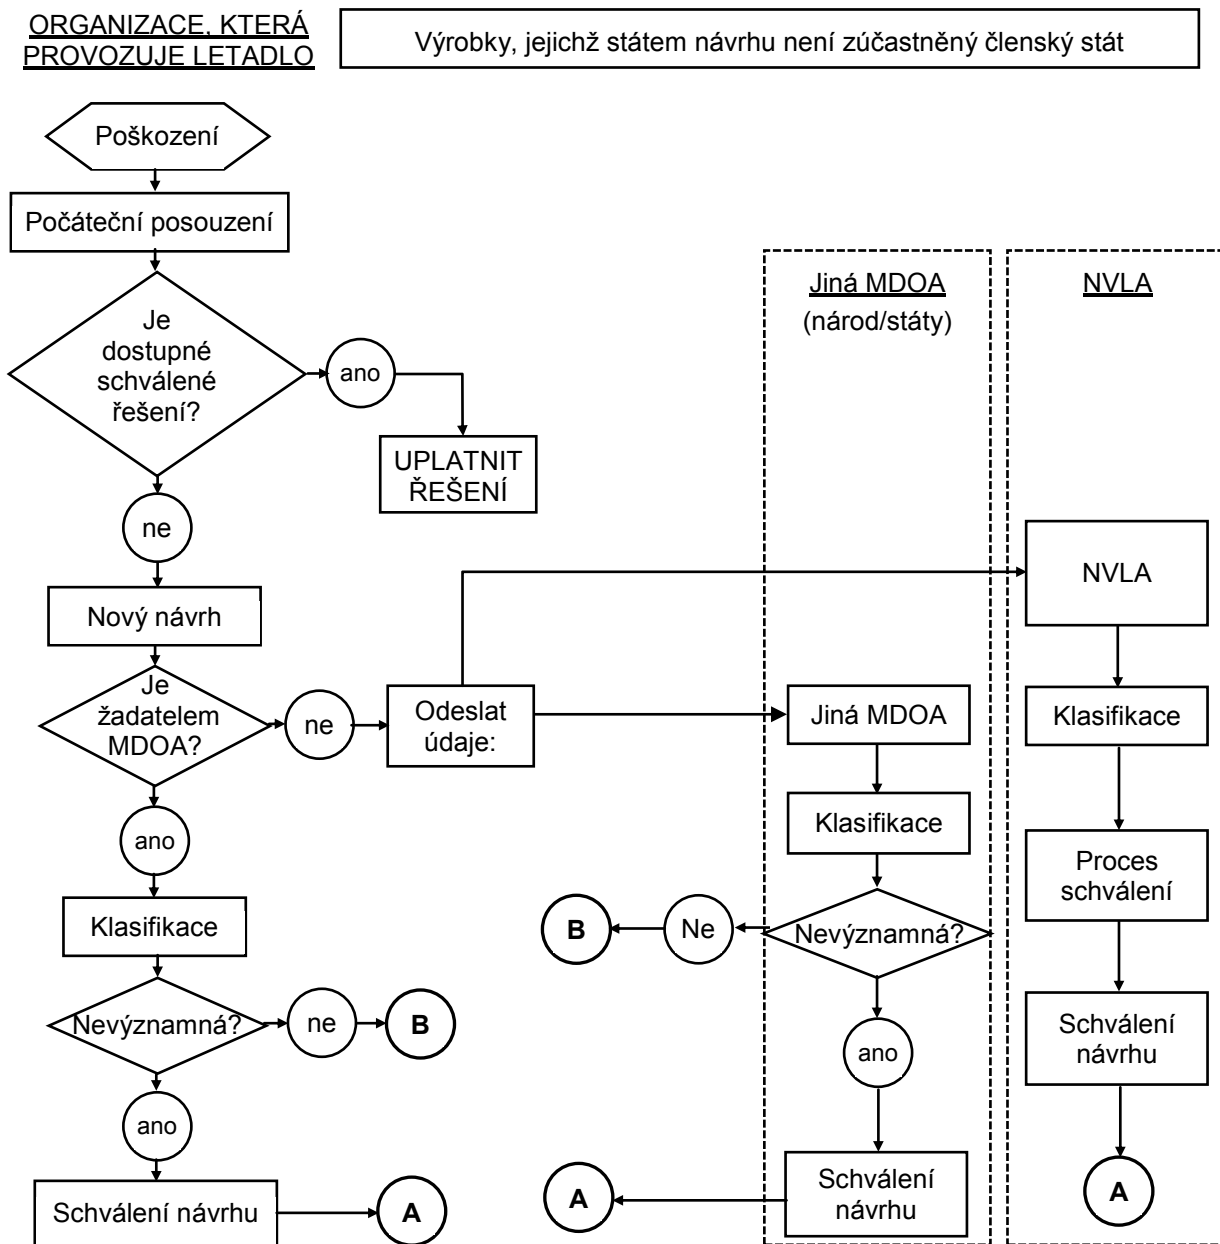 ORGANIZACE, KTERÁ
PROVOZUJE LETADLO
Výrobky, jejichž státem návrhu není zúčastněný členský stát
Poškození
Počáteční posouzení
Je
dostupné
schválené
řešení?
ano
UPLATNIT
ŘEŠENÍ
ne
Nový návrh
Je
žadatelem
MDOA?
ne
Odeslat
údaje:
ano
Klasifikace
Nevýznamná?
ne
B
ano
Schválení návrhu
A
Jiná MDOA
(národ/státy)
Jiná MDOA
Klasifikace
Nevýznamná?
Ne
B
ano
Schválení
návrhu
A
NVLA
NVLA
Klasifikace
Proces
schválení
Schválení
návrhu
A